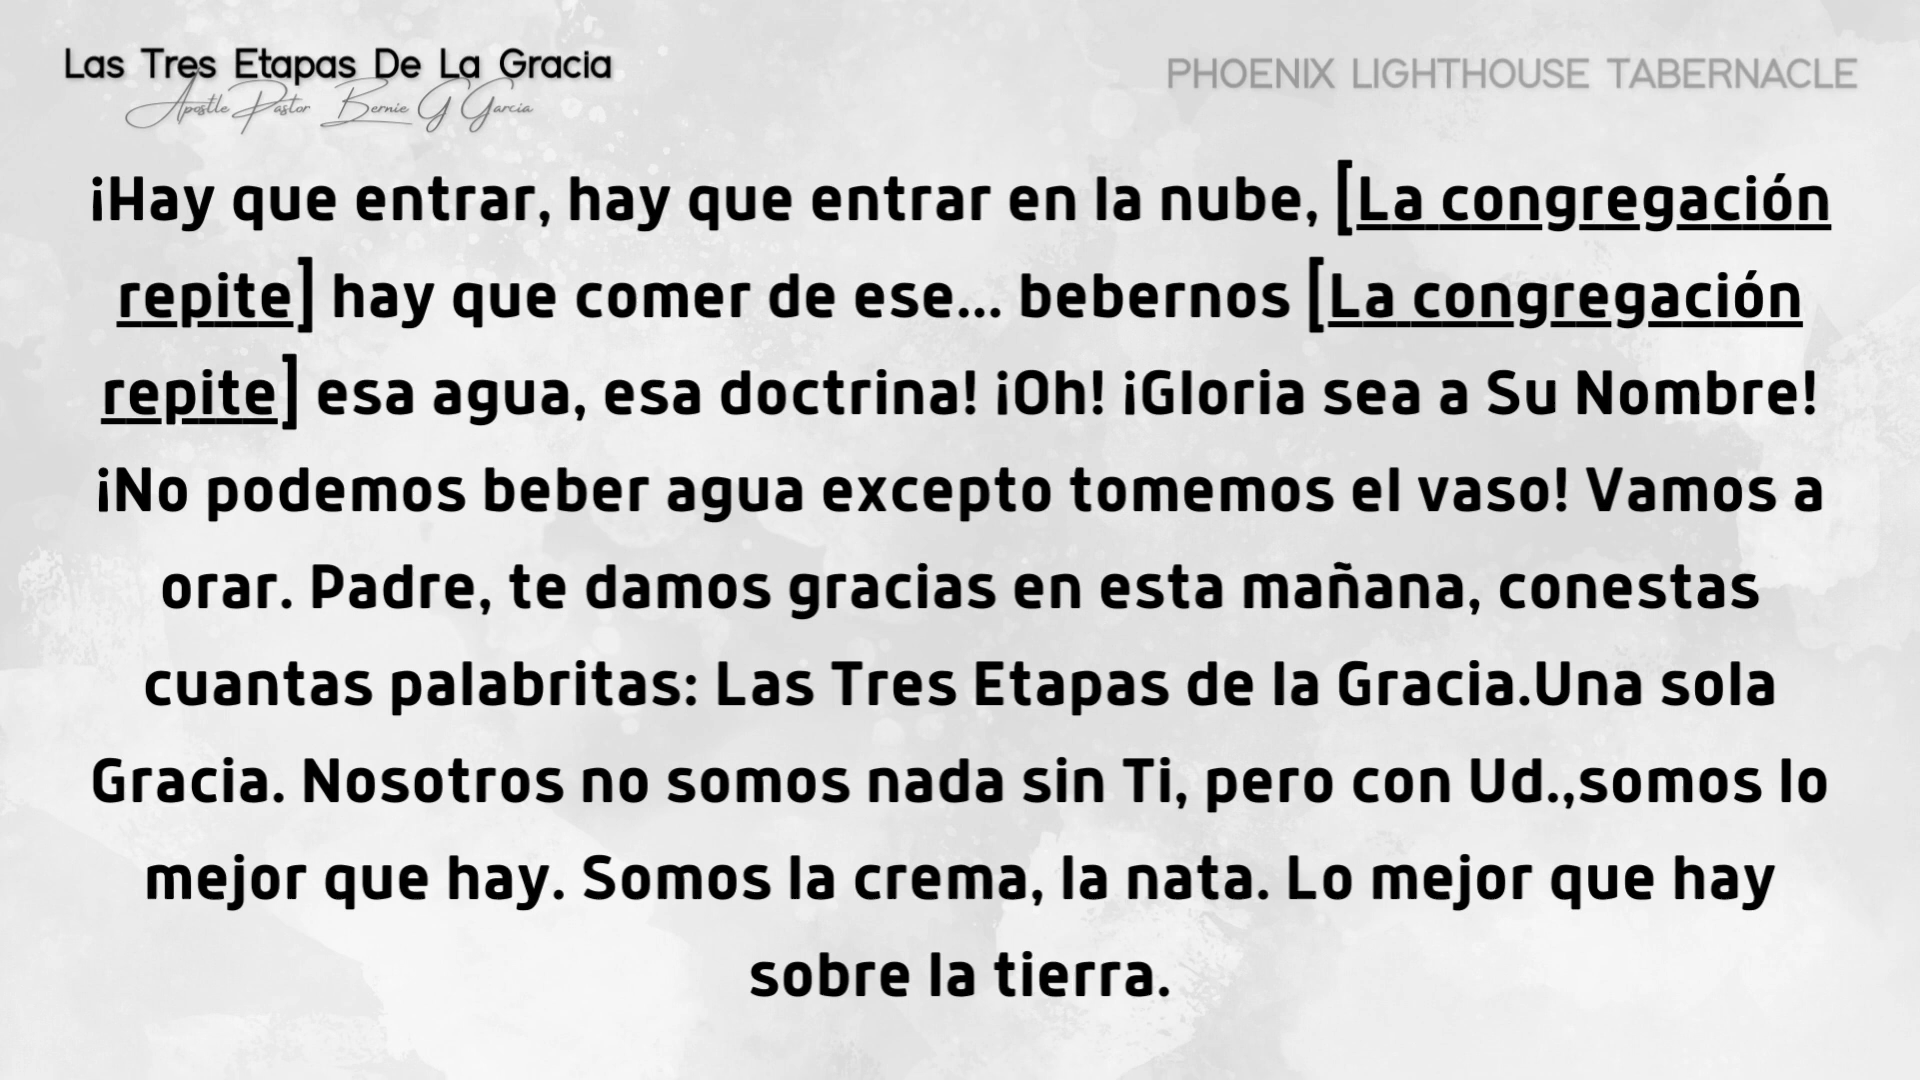 Las Tres Etapas De La Gracia
Apostle Pastor Bernie G Garcia
PHOENIX LIGHTHOUSE TABERNACLE
¡Hay que entrar, hay que entrar en la nube, [La congregación
repite] hay que comer de ese... bebernos [La congregación
repite] esa agua, esa doctrina! ¡Oh! ¡Gloria sea a Su Nombre!
¡No podemos beber agua excepto tomemos el vaso! Vamos a
orar. Padre, te damos gracias en esta mañana, conestas
cuantas palabritas: Las Tres Etapas de la Gracia.Una sola
Gracia. Nosotros no somos nada sin Ti, pero con Ud.,somos lo
mejor que hay. Somos la crema, la nata. Lo mejor que hay
sobre la tierra.